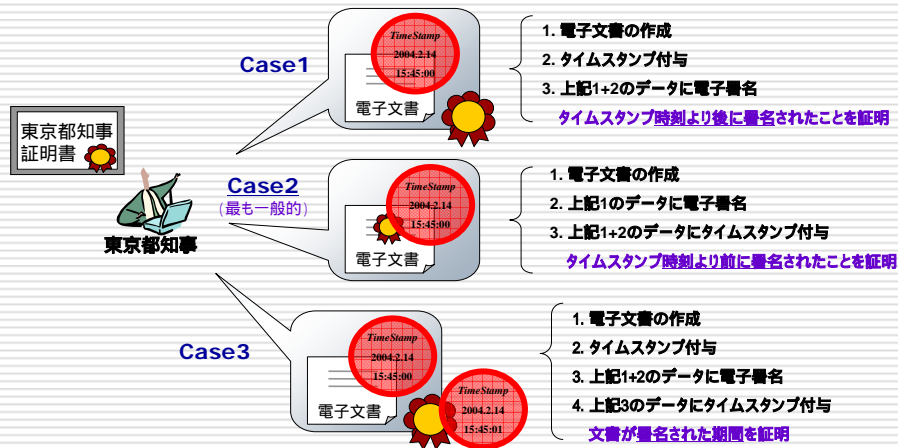 東京都知事
証明書
東京都知事
Case1
TimeStamp
2004.2.14
15:45:00
電子文書
1. 電子文書の作成
2. タイムスタンプ付与
3. 上記1+2のデータに電子署名
タイムスタンプ時刻より後に署名されたことを証明
Case2
(最も一般的)
TimeStamp
2004.2.14
15:45:00
電子文書
1. 電子文書の作成
2. 上記1のデータに電子署名
3. 上記1+2のデータにタイムスタンプ付与
タイムスタンプ時刻より前に署名されたことを証明
Case3
TimeStamp
2004.2.14
15:45:00
電子文書
TimeStamp
2004.2.14
15:45:01
1. 電子文書の作成
2. タイムスタンプ付与
3. 上記1+2のデータに電子署名
4. 上記3のデータにタイムスタンプ付与
文書が署名された期間を証明